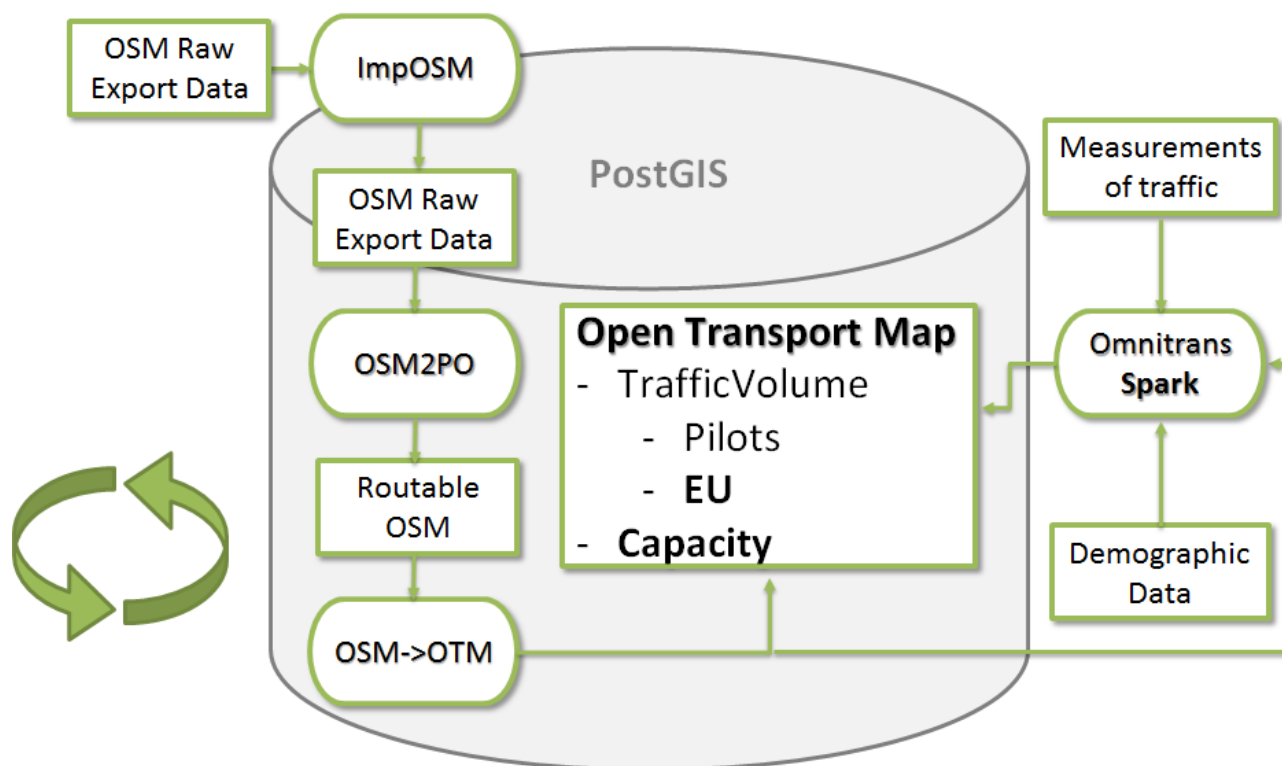 OSM Raw
Export Data
ImpOSM
PostGIS
OSM Raw
Export Data
Measurements
of traffic
OSM2PO
Open Transport Map
- TrafficVolume
- Pilots
- EU
- Capacity
Omnitrans
Spark
Routable
OSM
Demographic
Data
OSM->OTM